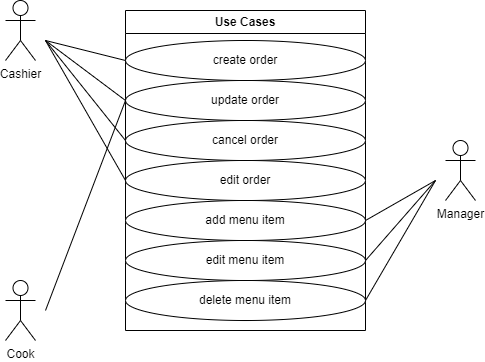 Use Cases
Cashier
create order
update order
cancel order
edit order
Manager
add menu item
edit menu item
delete menu item
Cook